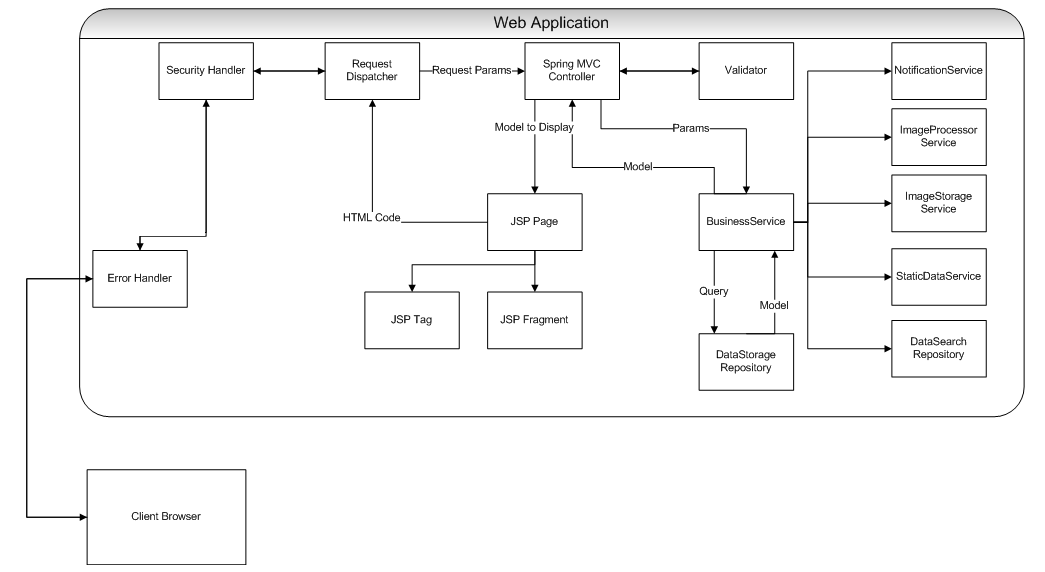 Web Application
Security Handler
Request
Dispatcher
Request Params
Spring MVC
Controller
Validator
NotificationService
ImageProcessor
Service
Model to Display
Params
Model
ImageStorage
Service
HTML Code
JSP Page
BusinessService
Error Handler
StaticDataService
Query
Model
JSP Tag
JSP Fragment
DataStorage
Repository
DataSearch
Repository
Client Browser